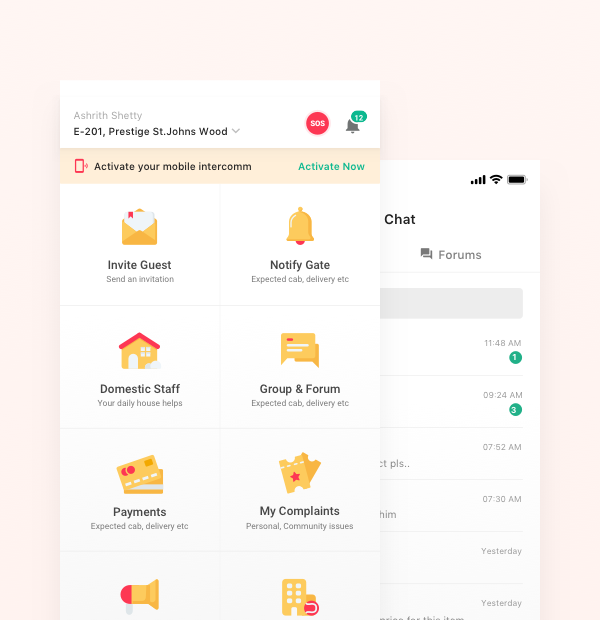 Ashrith Shetty
E-201, Prestige St.Johns Wood
SOS
12
Activate your mobile intercomm
Activate Now
Invite Guest
Send an invitation
Notify Gate
Expected cab, delivery etc
Domestic Staff
Your daily house helps
Group & Forum
Expected cab, delivery etc
Payments
Expected cab, delivery etc
My Complaints
Personal, Community issues
Chat
Forums
11:48 AM
1
09:24 AM
3
07:52 AM
ct pls..
07:30 AM
him
Yesterday
Yesterday
for this item